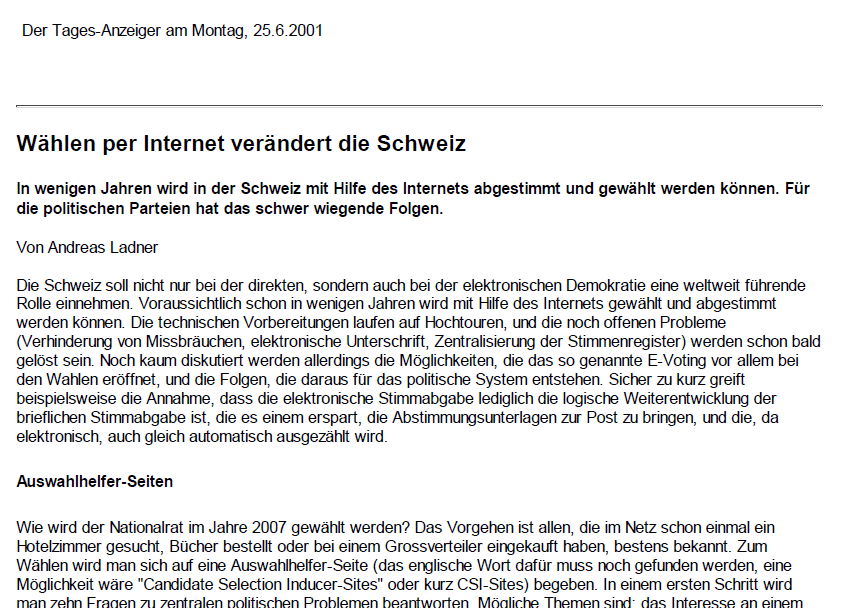 Der Tages-Anzeiger am Montag, 25.6.2001
Wählen per Internet verändert die Schweiz
In wenigen Jahren wird in der Schweiz mit Hilfe des Internets abgestimmt und gewählt werden können. Für
die politischen Parteien hat das schwer wiegende Folgen.
Von Andreas Ladner
Die Schweiz soll nicht nur bei der direkten, sondern auch bei der elektronischen Demokratie eine weltweit führende
Rolle einnehmen. Voraussichtlich schon in wenigen Jahren wird mit Hilfe des Internets gewählt und abgestimmt
werden können. Die technischen Vorbereitungen laufen auf Hochtouren, und die noch offenen Probleme
(Verhinderung von Missbräuchen, elektronische Unterschrift, Zentralisierung der Stimmenregister) werden schon bald
gelöst sein. Noch kaum diskutiert werden allerdings die Möglichkeiten, die das so genannte E-Voting vor allem bei
den Wahlen eröffnet, und die Folgen, die daraus für das politische System entstehen. Sicher zu kurz greift
beispielsweise die Annahme, dass die elektronische Stimmabgabe lediglich die logische Weiterentwicklung der
brieflichen Stimmabgabe ist, die es einem erspart, die Abstimmungsunterlagen zur Post zu bringen, und die, da
elektronisch, auch gleich automatisch ausgezählt wird.
Auswahlhelfer-Seiten
Wie wird der Nationalrat im Jahre 2007 gewählt werden? Das Vorgehen ist allen, die im Netz schon einmal ein
Hotelzimmer gesucht, Bücher bestellt oder bei einem Grossverteiler eingekauft haben, bestens bekannt. Zum
Wählen wird man sich auf eine Auswahlhelfer-Seite (das englische Wort dafür muss noch gefunden werden, eine
Möglichkeit wäre "Candidate Selection Inducer-Sites" oder kurz CSI-Sites) begeben. In einem ersten Schritt wird
man zehn Fragen zu zentralen politischen Problemen beantworten. Mögliche Themen sind: das Interesse an einem